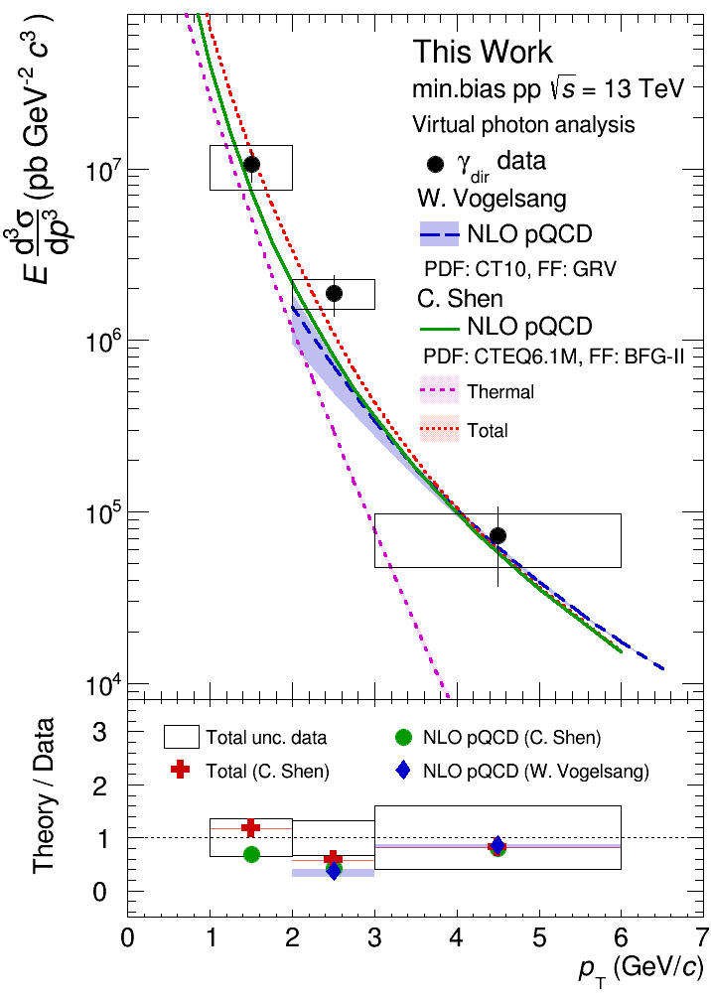 E d³σ/dp³ (pb GeV⁻² c³)
10⁷
10⁶
10⁵
10⁴
This Work
min.bias pp √s = 13 TeV
Virtual photon analysis
γ_dir data
W. Vogelsang
NLO pQCD
PDF: CT10, FF: GRV
C. Shen
NLO pQCD
PDF: CTEQ6.1M, FF: BFG-II
Thermal
Total
Theory / Data
3
2
1
0
Total unc. data
NLO pQCD (C. Shen)
Total (C. Shen)
NLO pQCD (W. Vogelsang)
0 1 2 3 4 5 6 7
p_T (GeV/c)